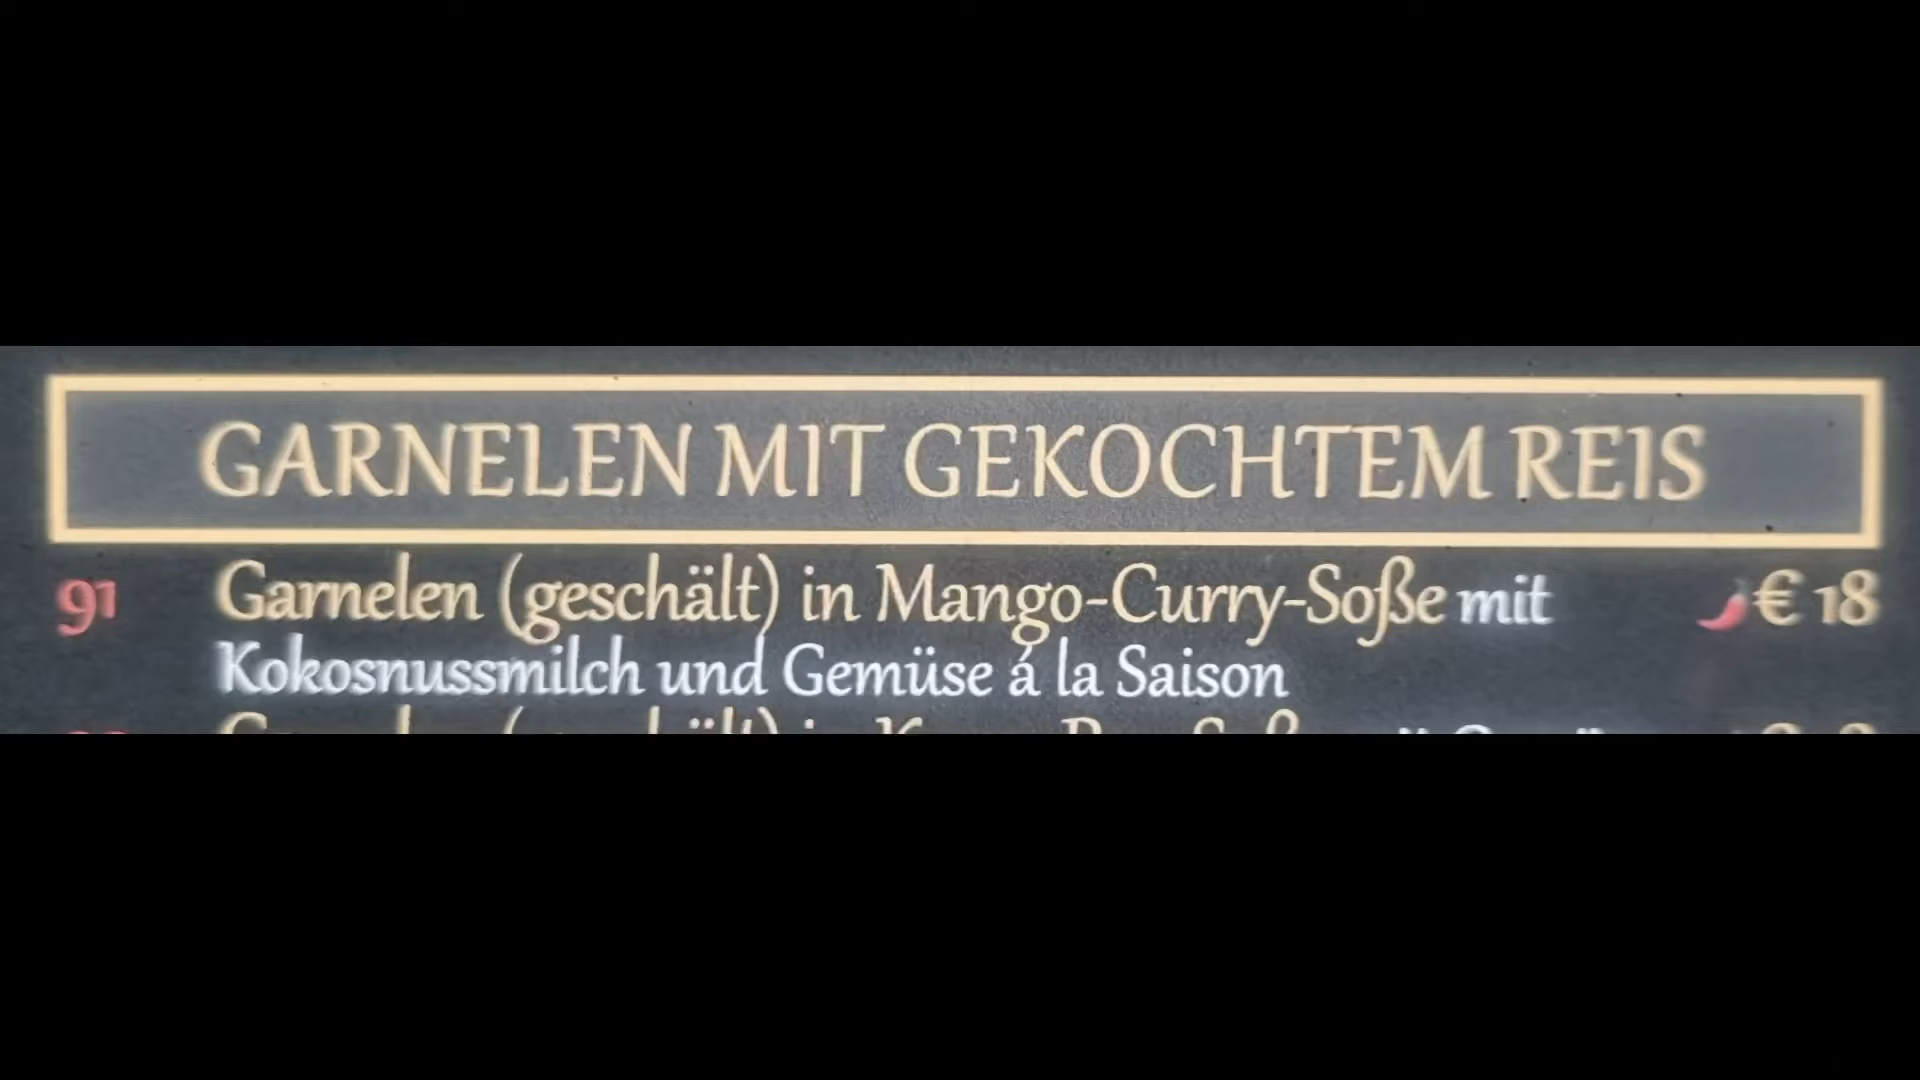 GARNELEN MIT GEKOCHTEM REIS
91 Garnelen (geschält) in Mango-Curry-Soße mit € 18
Kokosnussmilch und Gemüse á la Saison